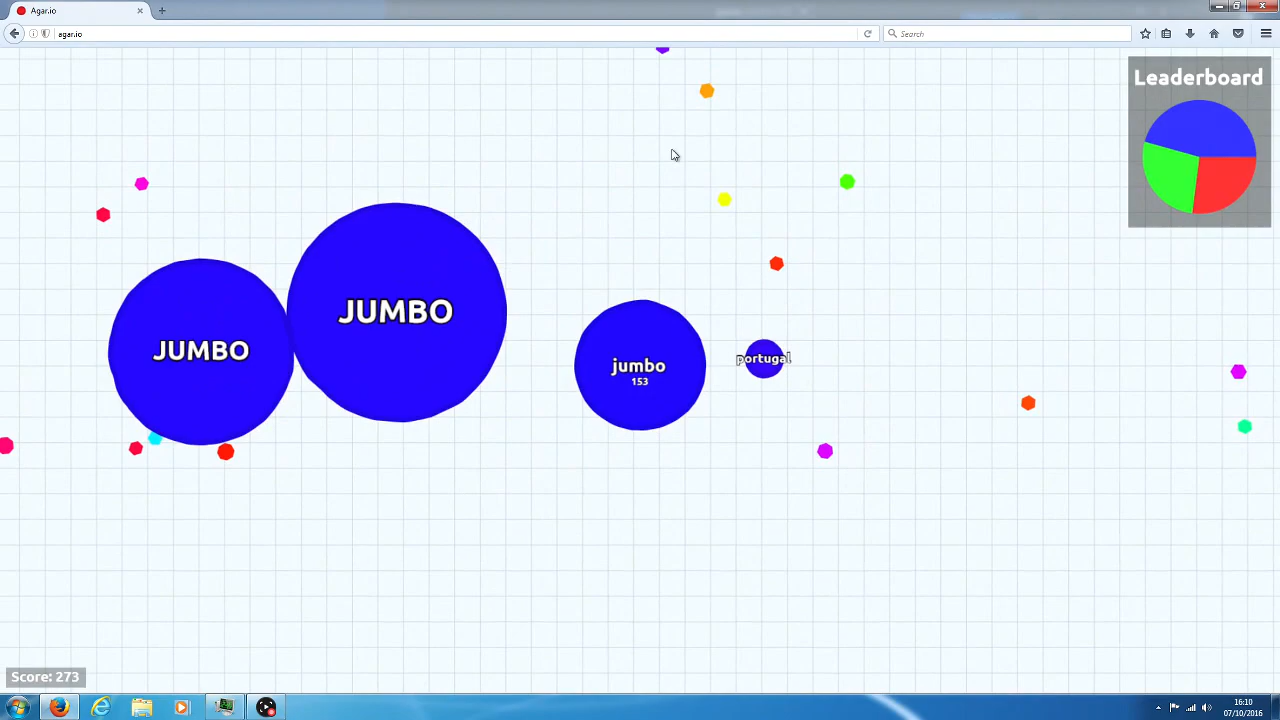 Agar.io
agar.io
Search
Leaderboard
JUMBO
JUMBO
jumbo
153
portugal
Score: 273
16:10
07/10/2016